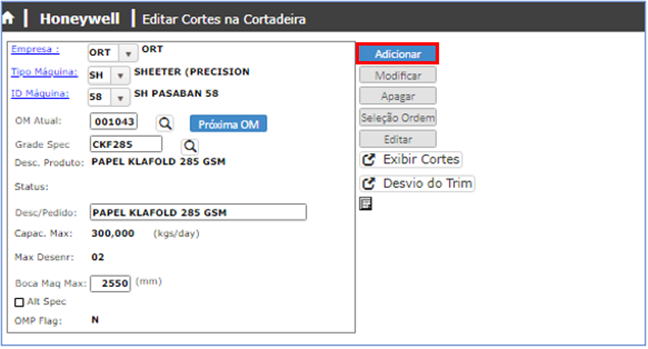 Honeywell | Editar Cortes na Cortadeira
Empresa : ORT ORT
Tipo Máquina: SH SHEETER (PRECISION
ID Máquina: 58 SH PASABAN 58
OM Atual: 001043 Próxima OM
Grade Spec CKF285
Desc. Produto: PAPEL KLAFOLD 285 GSM
Status:
Desc/Pedido: PAPEL KLAFOLD 285 GSM
Capac. Max: 300,000 (kgs/day)
Max Desenr: 02
Boca Maq Max: 2550 (mm)
Alt Spec
OMP Flag: N
Adicionar
Modificar
Apagar
Seleção Ordem
Editar
Exibir Cortes
Desvio do Trim